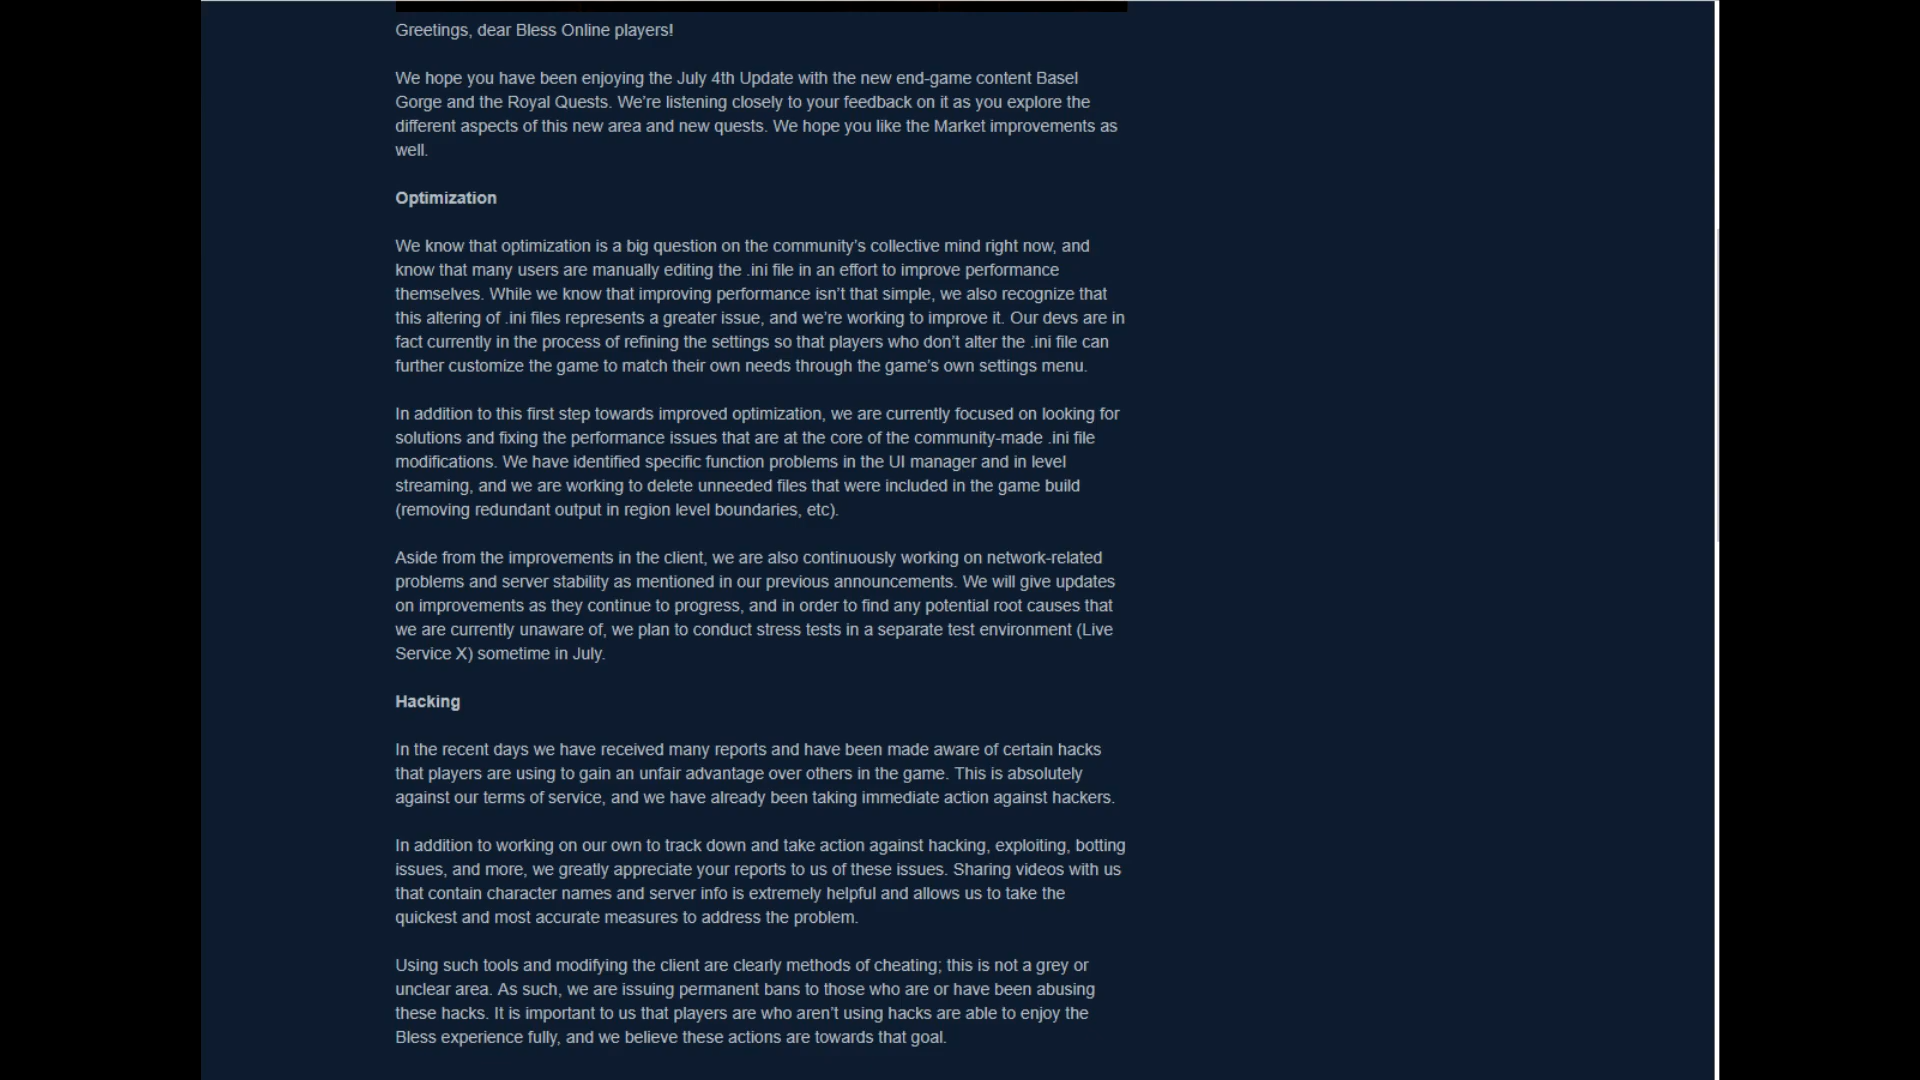 Greetings, dear Bless Online players!
We hope you have been enjoying the July 4th Update with the new end-game content Basel
Gorge and the Royal Quests. We're listening closely to your feedback on it as you explore the
different aspects of this new area and new quests. We hope you like the Market improvements as
well.
Optimization
We know that optimization is a big question on the community’s collective mind right now, and
know that many users are manually editing the .ini file in an effort to improve performance
themselves. While we know that improving performance isn’t that simple, we also recognize that
this altering of .ini files represents a greater issue, and we’re working to improve it. Our devs are in
fact currently in the process of refining the settings so that players who don’t alter the .ini file can
further customize the game to match their own needs through the game’s own settings menu.
In addition to this first step towards improved optimization, we are currently focused on looking for
solutions and fixing the performance issues that are at the core of the community-made .ini file
modifications. We have identified specific function problems in the UI manager and in level
streaming, and we are working to delete unneeded files that were included in the game build
(removing redundant output in region level boundaries, etc).
Aside from the improvements in the client, we are also continuously working on network-related
problems and server stability as mentioned in our previous announcements. We will give updates
on improvements as they continue to progress, and in order to find any potential root causes that
we are currently unaware of, we plan to conduct stress tests in a separate test environment (Live
Service X) sometime in July.
Hacking
In the recent days we have received many reports and have been made aware of certain hacks
that players are using to gain an unfair advantage over others in the game. This is absolutely
against our terms of service, and we have already been taking immediate action against hackers.
In addition to working on our own to track down and take action against hacking, exploiting, botting
issues, and more, we greatly appreciate your reports to us of these issues. Sharing videos with us
that contain character names and server info is extremely helpful and allows us to take the
quickest and most accurate measures to address the problem.
Using such tools and modifying the client are clearly methods of cheating; this is not a grey or
unclear area. As such, we are issuing permanent bans to those who are or have been abusing
these hacks. It is important to us that players are who aren’t using hacks are able to enjoy the
Bless experience fully, and we believe these actions are towards that goal.